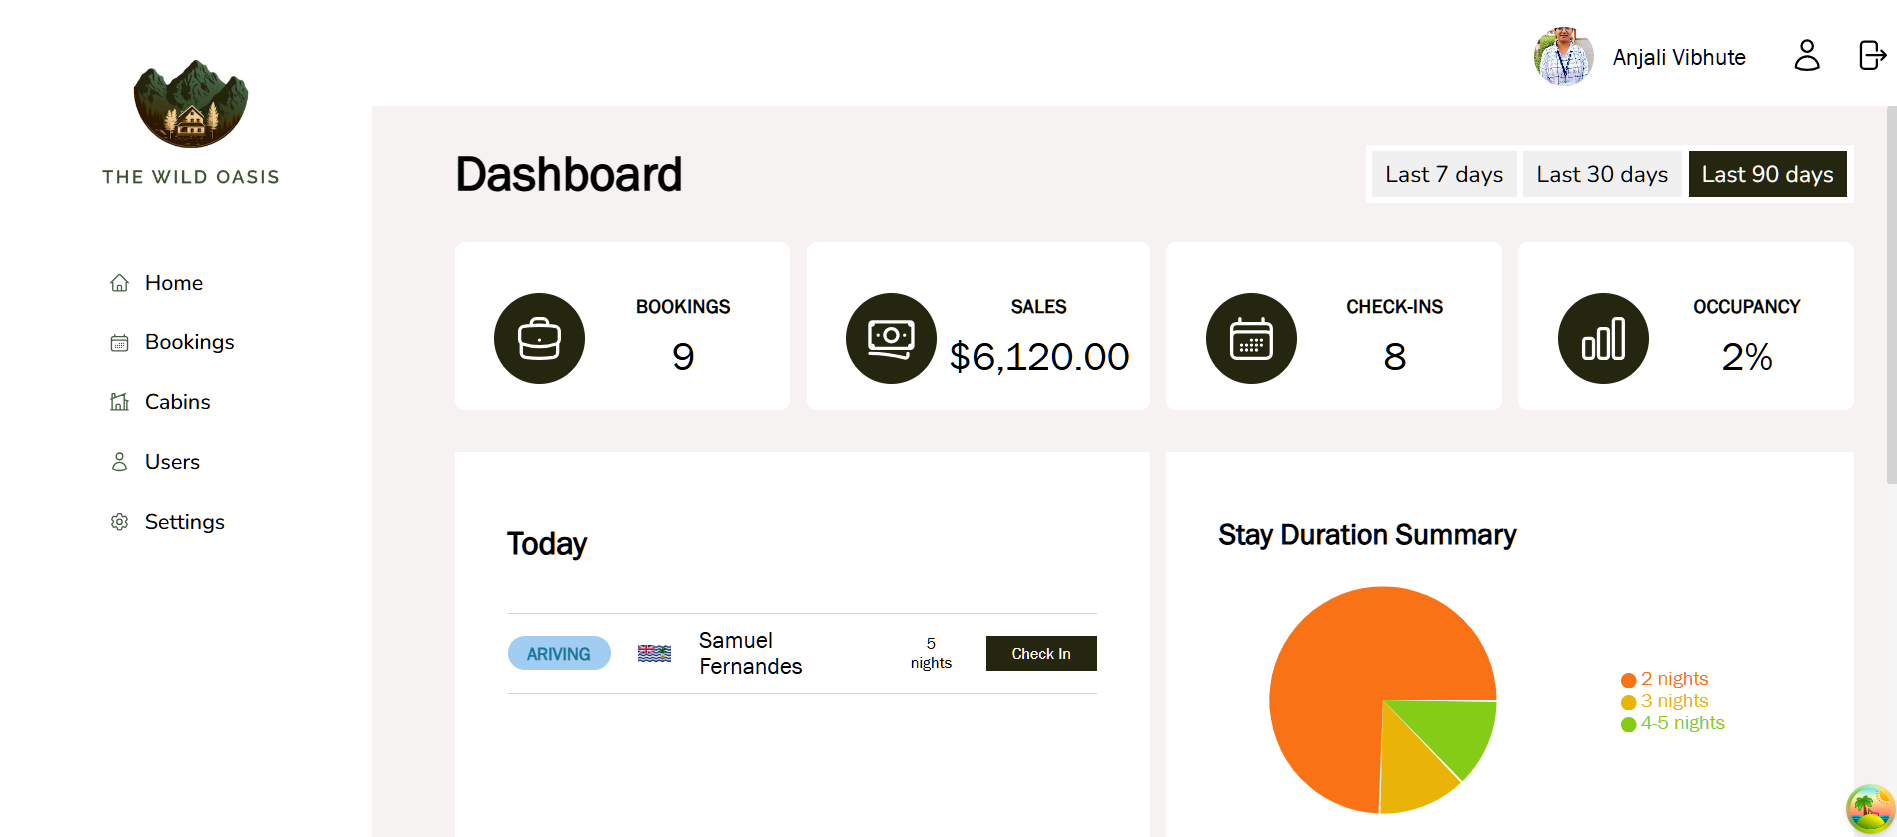 Anjali Vibhute
THE WILD OASIS
Home
Bookings
Cabins
Users
Settings
Dashboard
Last 7 days
Last 30 days
Last 90 days
BOOKINGS
9
SALES
$6,120.00
CHECK-INS
8
OCCUPANCY
2%
Today
ARIVING
Samuel
Fernandes
5
nights
Check In
Stay Duration Summary
2 nights
3 nights
4-5 nights